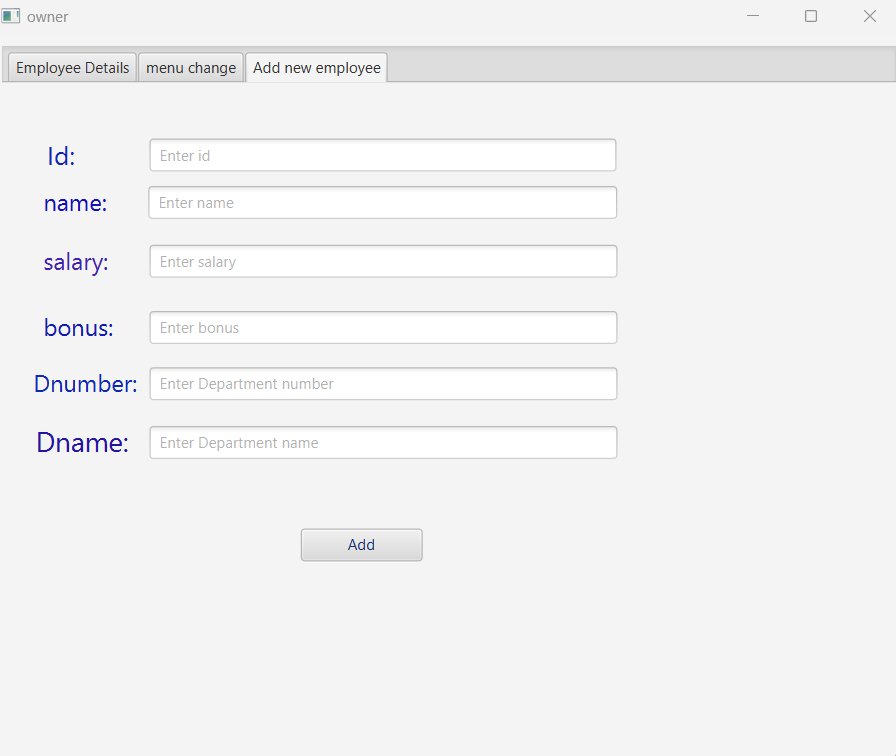 owner
Employee Details menu change Add new employee
Id: Enter id
name: Enter name
salary: Enter salary
bonus: Enter bonus
Dnumber: Enter Department number
Dname: Enter Department name
Add